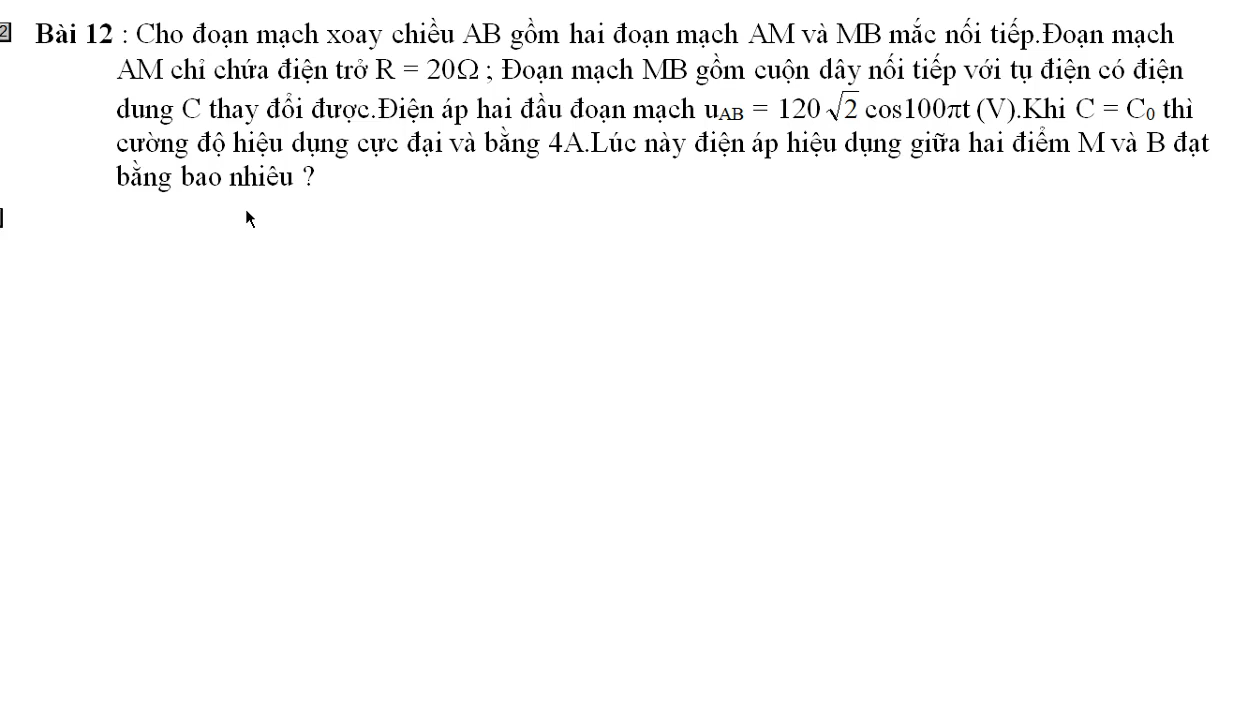 2 Bài 12 : Cho đoạn mạch xoay chiều AB gồm hai đoạn mạch AM và MB mắc nối tiếp.Đoạn mạch
AM chỉ chứa điện trở R = 20Ω ; Đoạn mạch MB gồm cuộn dây nối tiếp với tụ điện có điện
dung C thay đổi được.Điện áp hai đầu đoạn mạch uAB = 120√2 cos100πt (V).Khi C = C₀ thì
cường độ hiệu dụng cực đại và bằng 4A.Lúc này điện áp hiệu dụng giữa hai điểm M và B đạt
bằng bao nhiêu ?